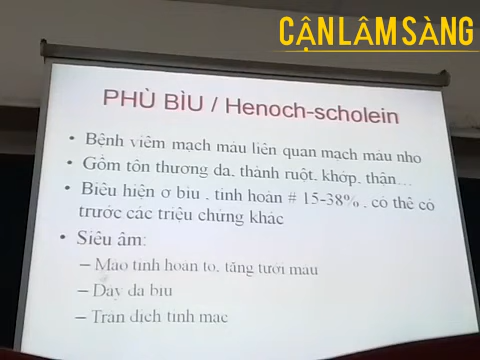 CẬN LÂM SÀNG
PHÙ BÌU / Henoch-scholein
• Bệnh viêm mạch máu liên quan mạch máu nhỏ
• Gồm tổn thương da, thành ruột, khớp, thận…
• Biểu hiện ở bìu , tinh hoàn # 15-38% , có thể có
trước các triệu chứng khác
• Siêu âm:
– Mào tinh hoàn to, tăng tưới máu
– Dày da bìu
– Tràn dịch tinh mạc